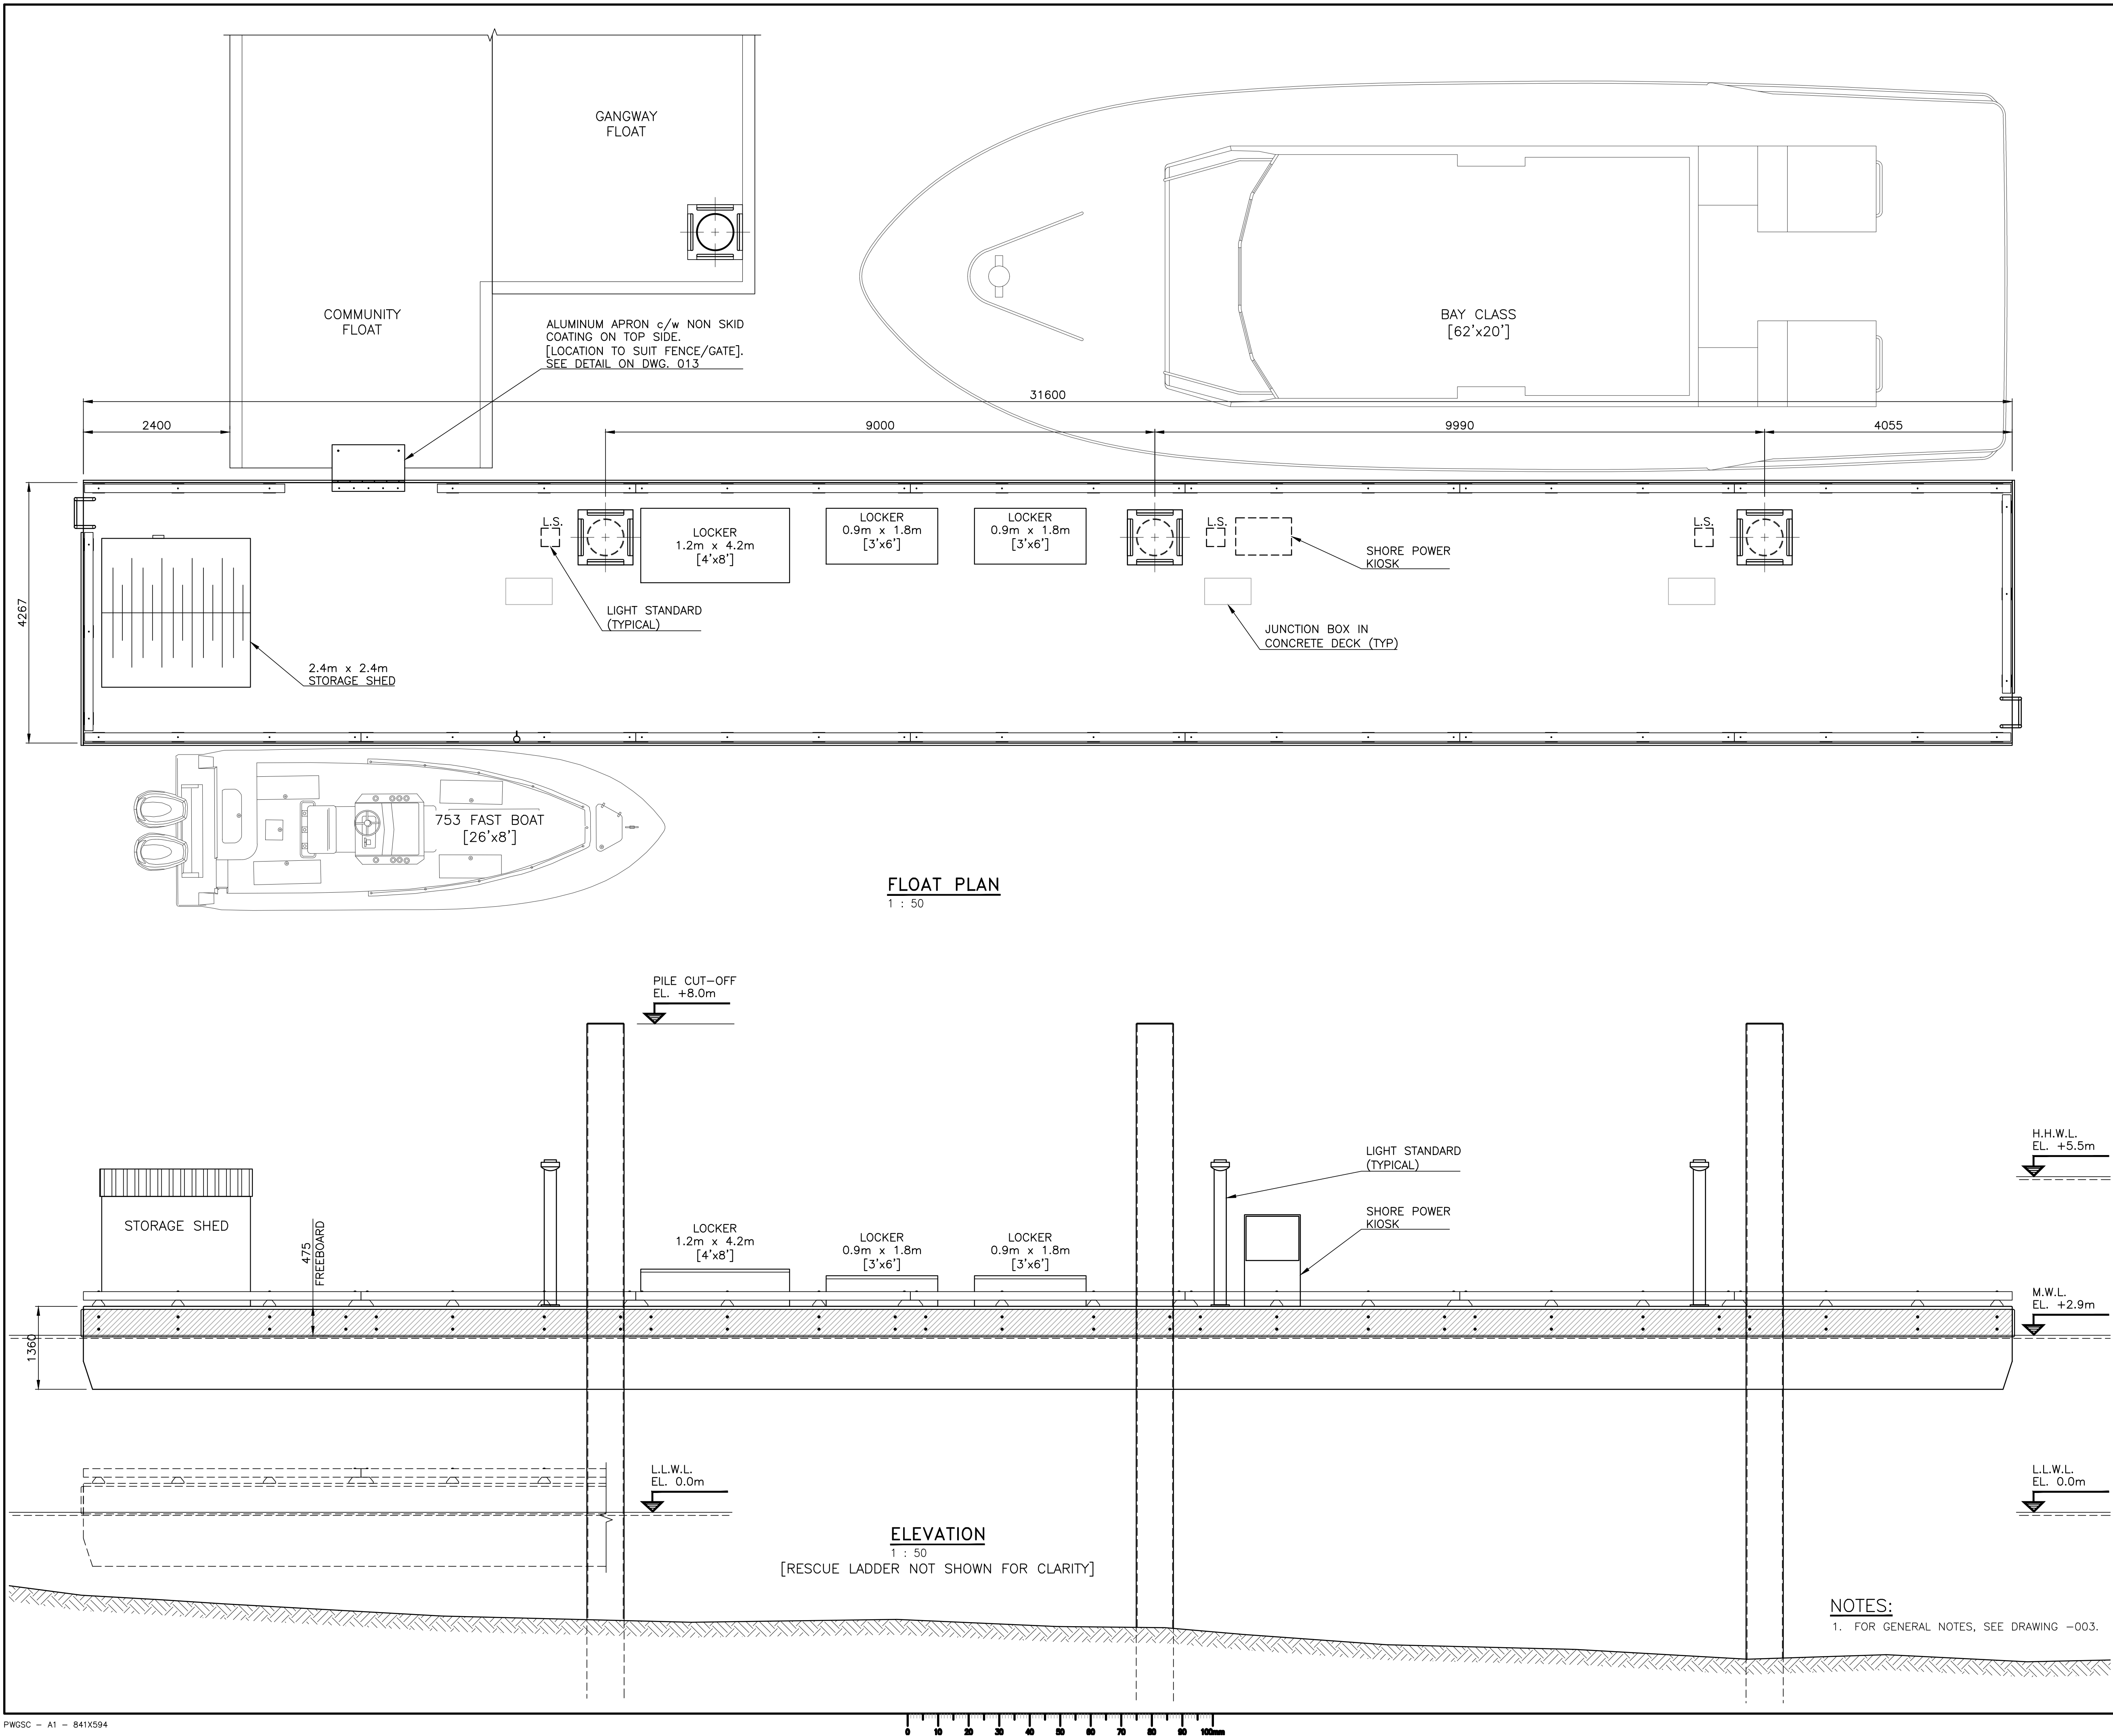 GANGWAY
FLOAT
COMMUNITY
FLOAT
ALUMINUM APRON c/w NON SKID
COATING ON TOP SIDE.
[LOCATION TO SUIT FENCE/GATE].
SEE DETAIL ON DWG. 013
BAY CLASS
[62'x20']
31600
2400
9000
9990
4055
4267
L.S.
LOCKER
1.2m x 4.2m
[4'x8']
LOCKER
0.9m x 1.8m
[3'x6']
LOCKER
0.9m x 1.8m
[3'x6']
L.S.
L.S.
SHORE POWER
KIOSK
LIGHT STANDARD
(TYPICAL)
JUNCTION BOX IN
CONCRETE DECK (TYP)
2.4m x 2.4m
STORAGE SHED
753 FAST BOAT
[26'x8']
FLOAT PLAN
1 : 50
PILE CUT-OFF
EL. +8.0m
H.H.W.L.
EL. +5.5m
LIGHT STANDARD
(TYPICAL)
SHORE POWER
KIOSK
STORAGE SHED
475
FREEBOARD
LOCKER
1.2m x 4.2m
[4'x8']
LOCKER
0.9m x 1.8m
[3'x6']
LOCKER
0.9m x 1.8m
[3'x6']
M.W.L.
EL. +2.9m
1360
L.L.W.L.
EL. 0.0m
L.L.W.L.
EL. 0.0m
ELEVATION
1 : 50
[RESCUE LADDER NOT SHOWN FOR CLARITY]
NOTES:
1. FOR GENERAL NOTES, SEE DRAWING -003.
PWGSC - A1 - 841X594
0 10 20 30 40 50 60 70 80 90 100mm